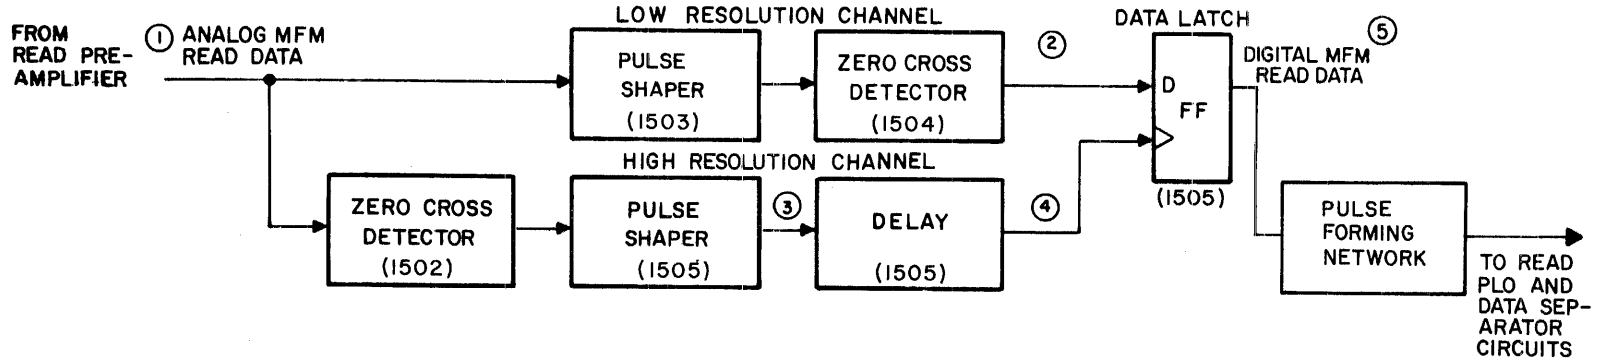 FROM
READ PRE-
AMPLIFIER
① ANALOG MFM
READ DATA
LOW RESOLUTION CHANNEL
PULSE
SHAPER
(1503)
ZERO CROSS
DETECTOR
(1504)
②
DATA LATCH
D
FF
(1505)
⑤
DIGITAL MFM
READ DATA
HIGH RESOLUTION CHANNEL
ZERO CROSS
DETECTOR
(1502)
PULSE
SHAPER
(1505)
③
DELAY
(1505)
④
PULSE
FORMING
NETWORK
TO READ
PLO AND
DATA SEP-
ARATOR
CIRCUITS